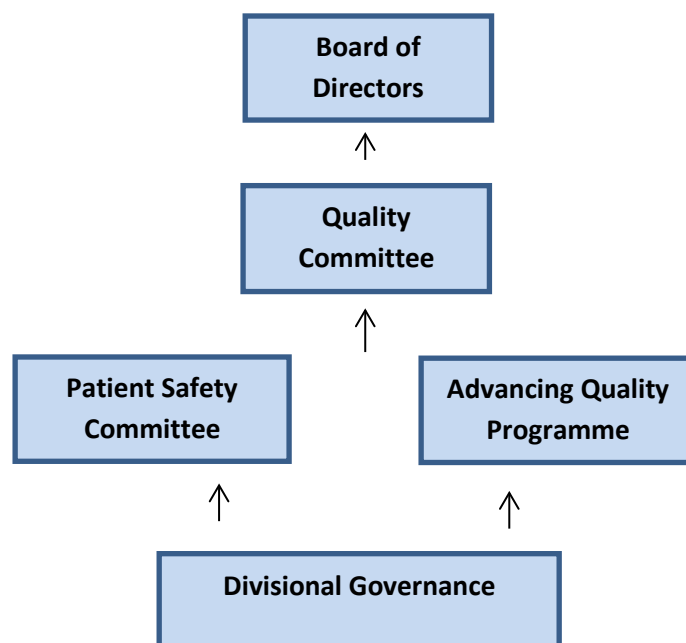 Board of
Directors
Quality
Committee
Patient Safety
Committee
Advancing Quality
Programme
Divisional Governance